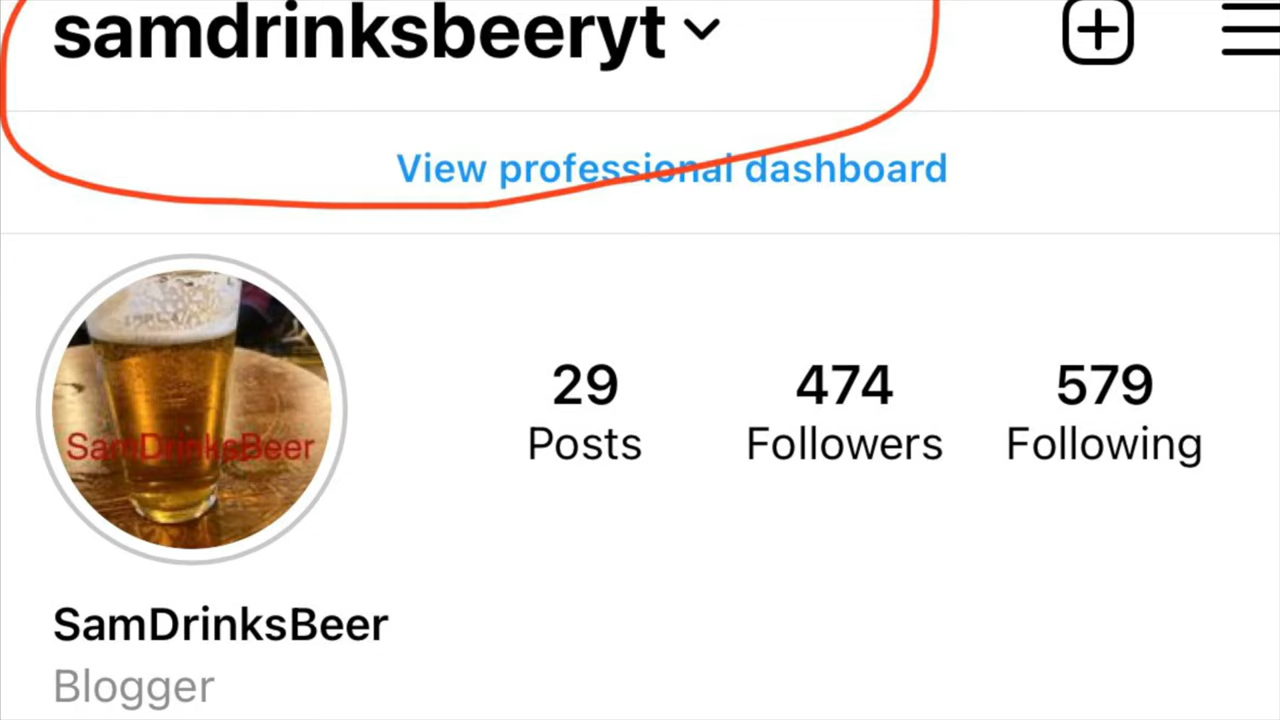 samdrinksbeeryt
View professional dashboard
SamDrinksBeer
29 474 579
Posts Followers Following
SamDrinksBeer
Blogger